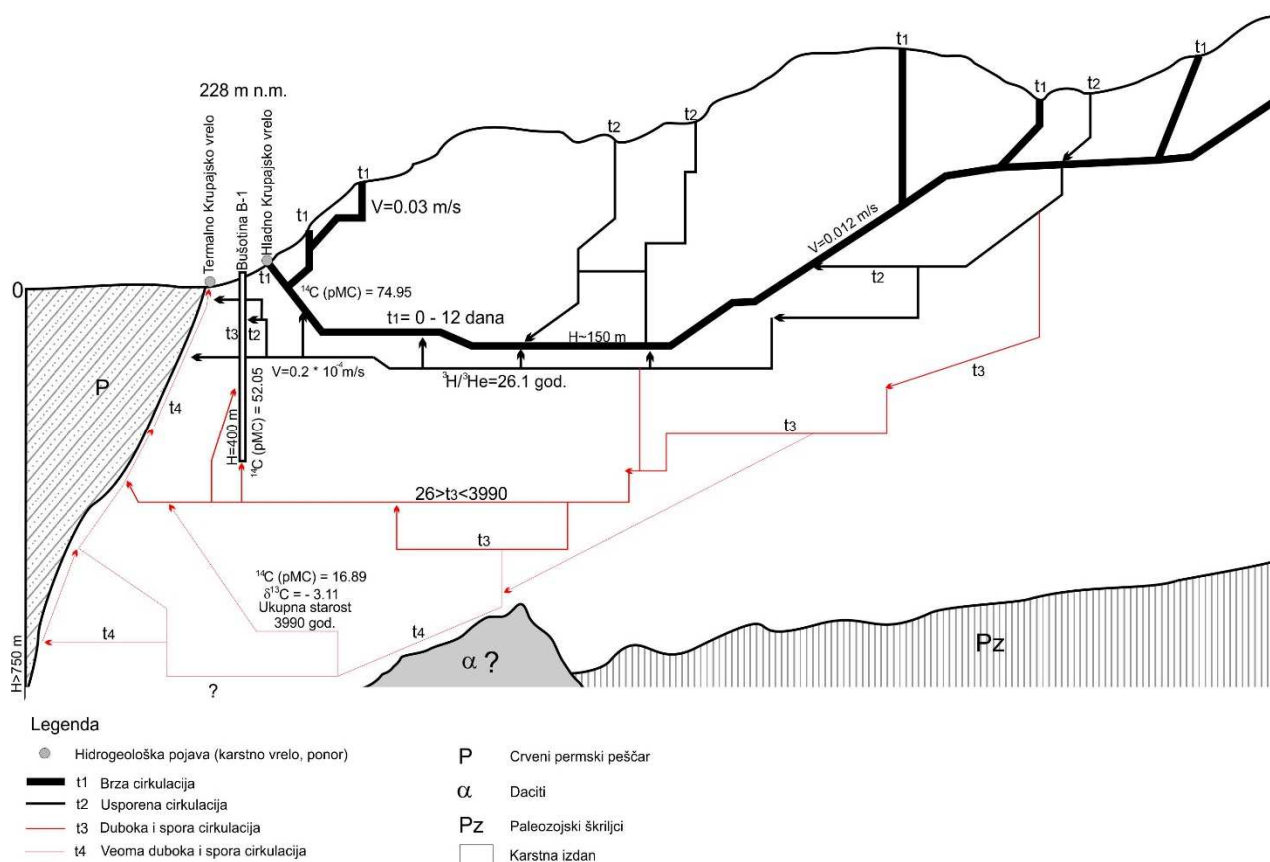 228 m n.m.
Termalno Krupajsko vrelo
Bušotina B-1
Hladno Krupajsko vrelo
0
t1
t1
t1
V=0.03 m/s
t2
t2
t1
t1
t2
t1
V=0.012 m/s
t2
¹⁴C (pMC) = 74.95
t1= 0 - 12 dana
H~150 m
t3
t2
V=0.2 * 10⁻⁴m/s
³H/³He=26.1 god.
P
t4
H=400 m
¹⁴C (pMC) = 52.05
t3
t3
26>t3<3990
t3
¹⁴C (pMC) = 16.89
δ¹³C = - 3.11
Ukupna starost
3990 god.
t4
t4
α ?
Pz
H>750 m
?
Legenda
Hidrogeološka pojava (karstno vrelo, ponor)
t1 Brza cirkulacija
t2 Usporena cirkulacija
t3 Duboka i spora cirkulacija
t4 Veoma duboka i spora cirkulacija
P Crveni permski peščar
α Daciti
Pz Paleozojski škriljci
Karstna izdan